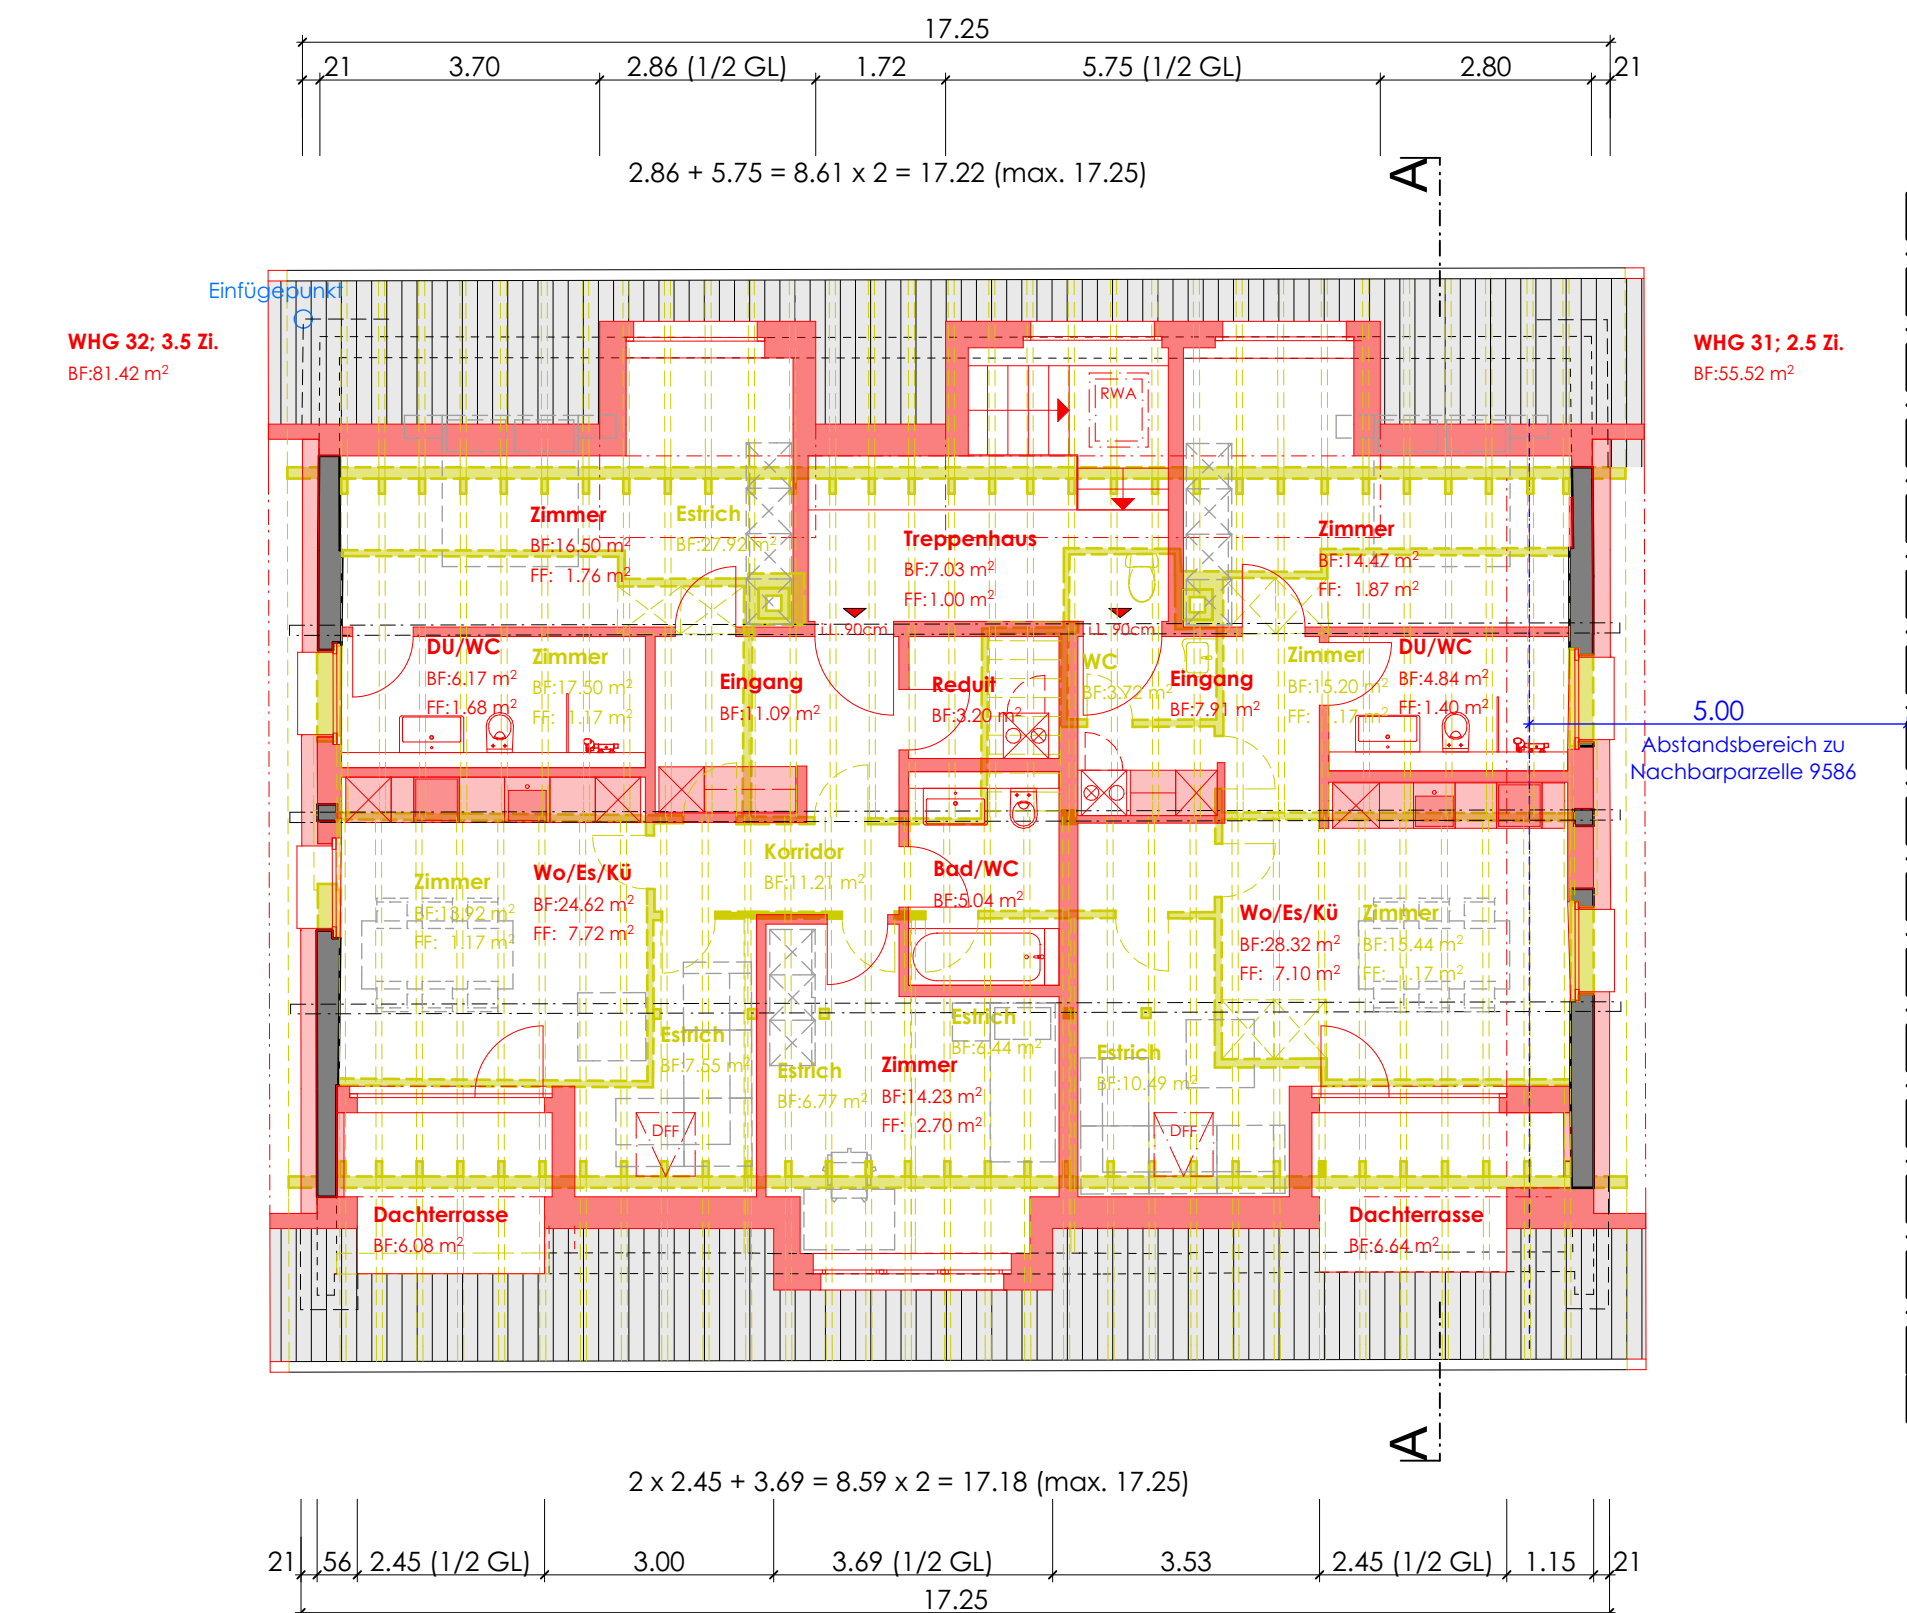 17.25
21 3.70 2.86 (1/2 GL) 1.72 5.75 (1/2 GL) 2.80 21
2.86 + 5.75 = 8.61 x 2 = 17.22 (max. 17.25)
A
Einfügepunkt
WHG 32; 3.5 Zi.
BF:81.42 m²
WHG 31; 2.5 Zi.
BF:55.52 m²
RWA
Zimmer
BF:16.50 m²
FF: 1.76 m²
Estrich
BF:27.92 m²
Treppenhaus
BF:7.03 m²
FF:1.00 m²
Zimmer
BF:14.47 m²
FF: 1.87 m²
i.L. 90cm
i.L. 90cm
DU/WC
BF:6.17 m²
FF:1.68 m²
Zimmer
BF:17.50 m²
FF: 1.17 m²
Eingang
BF:11.09 m²
Reduit
BF:3.20 m²
WC
BF:3.72 m²
Eingang
BF:7.91 m²
Zimmer
BF:15.20 m²
FF: 1.17 m²
DU/WC
BF:4.84 m²
FF:1.40 m²
5.00
Abstandsbereich zu
Nachbarparzelle 9586
Zimmer
BF:13.92 m²
FF: 1.17 m²
Wo/Es/Kü
BF:24.62 m²
FF: 7.72 m²
Korridor
BF:11.21 m²
Bad/WC
BF:5.04 m²
Wo/Es/Kü
BF:28.32 m²
FF: 7.10 m²
Zimmer
BF:15.44 m²
FF: 1.17 m²
Estrich
BF:7.55 m²
Estrich
BF:6.77 m²
Estrich
BF:6.44 m²
Zimmer
BF:14.23 m²
FF: 2.70 m²
Estrich
BF:10.49 m²
DFF
DFF
Dachterrasse
BF:6.08 m²
Dachterrasse
BF:6.64 m²
A
2 x 2.45 + 3.69 = 8.59 x 2 = 17.18 (max. 17.25)
21 56 2.45 (1/2 GL) 3.00 3.69 (1/2 GL) 3.53 2.45 (1/2 GL) 1.15 21
17.25